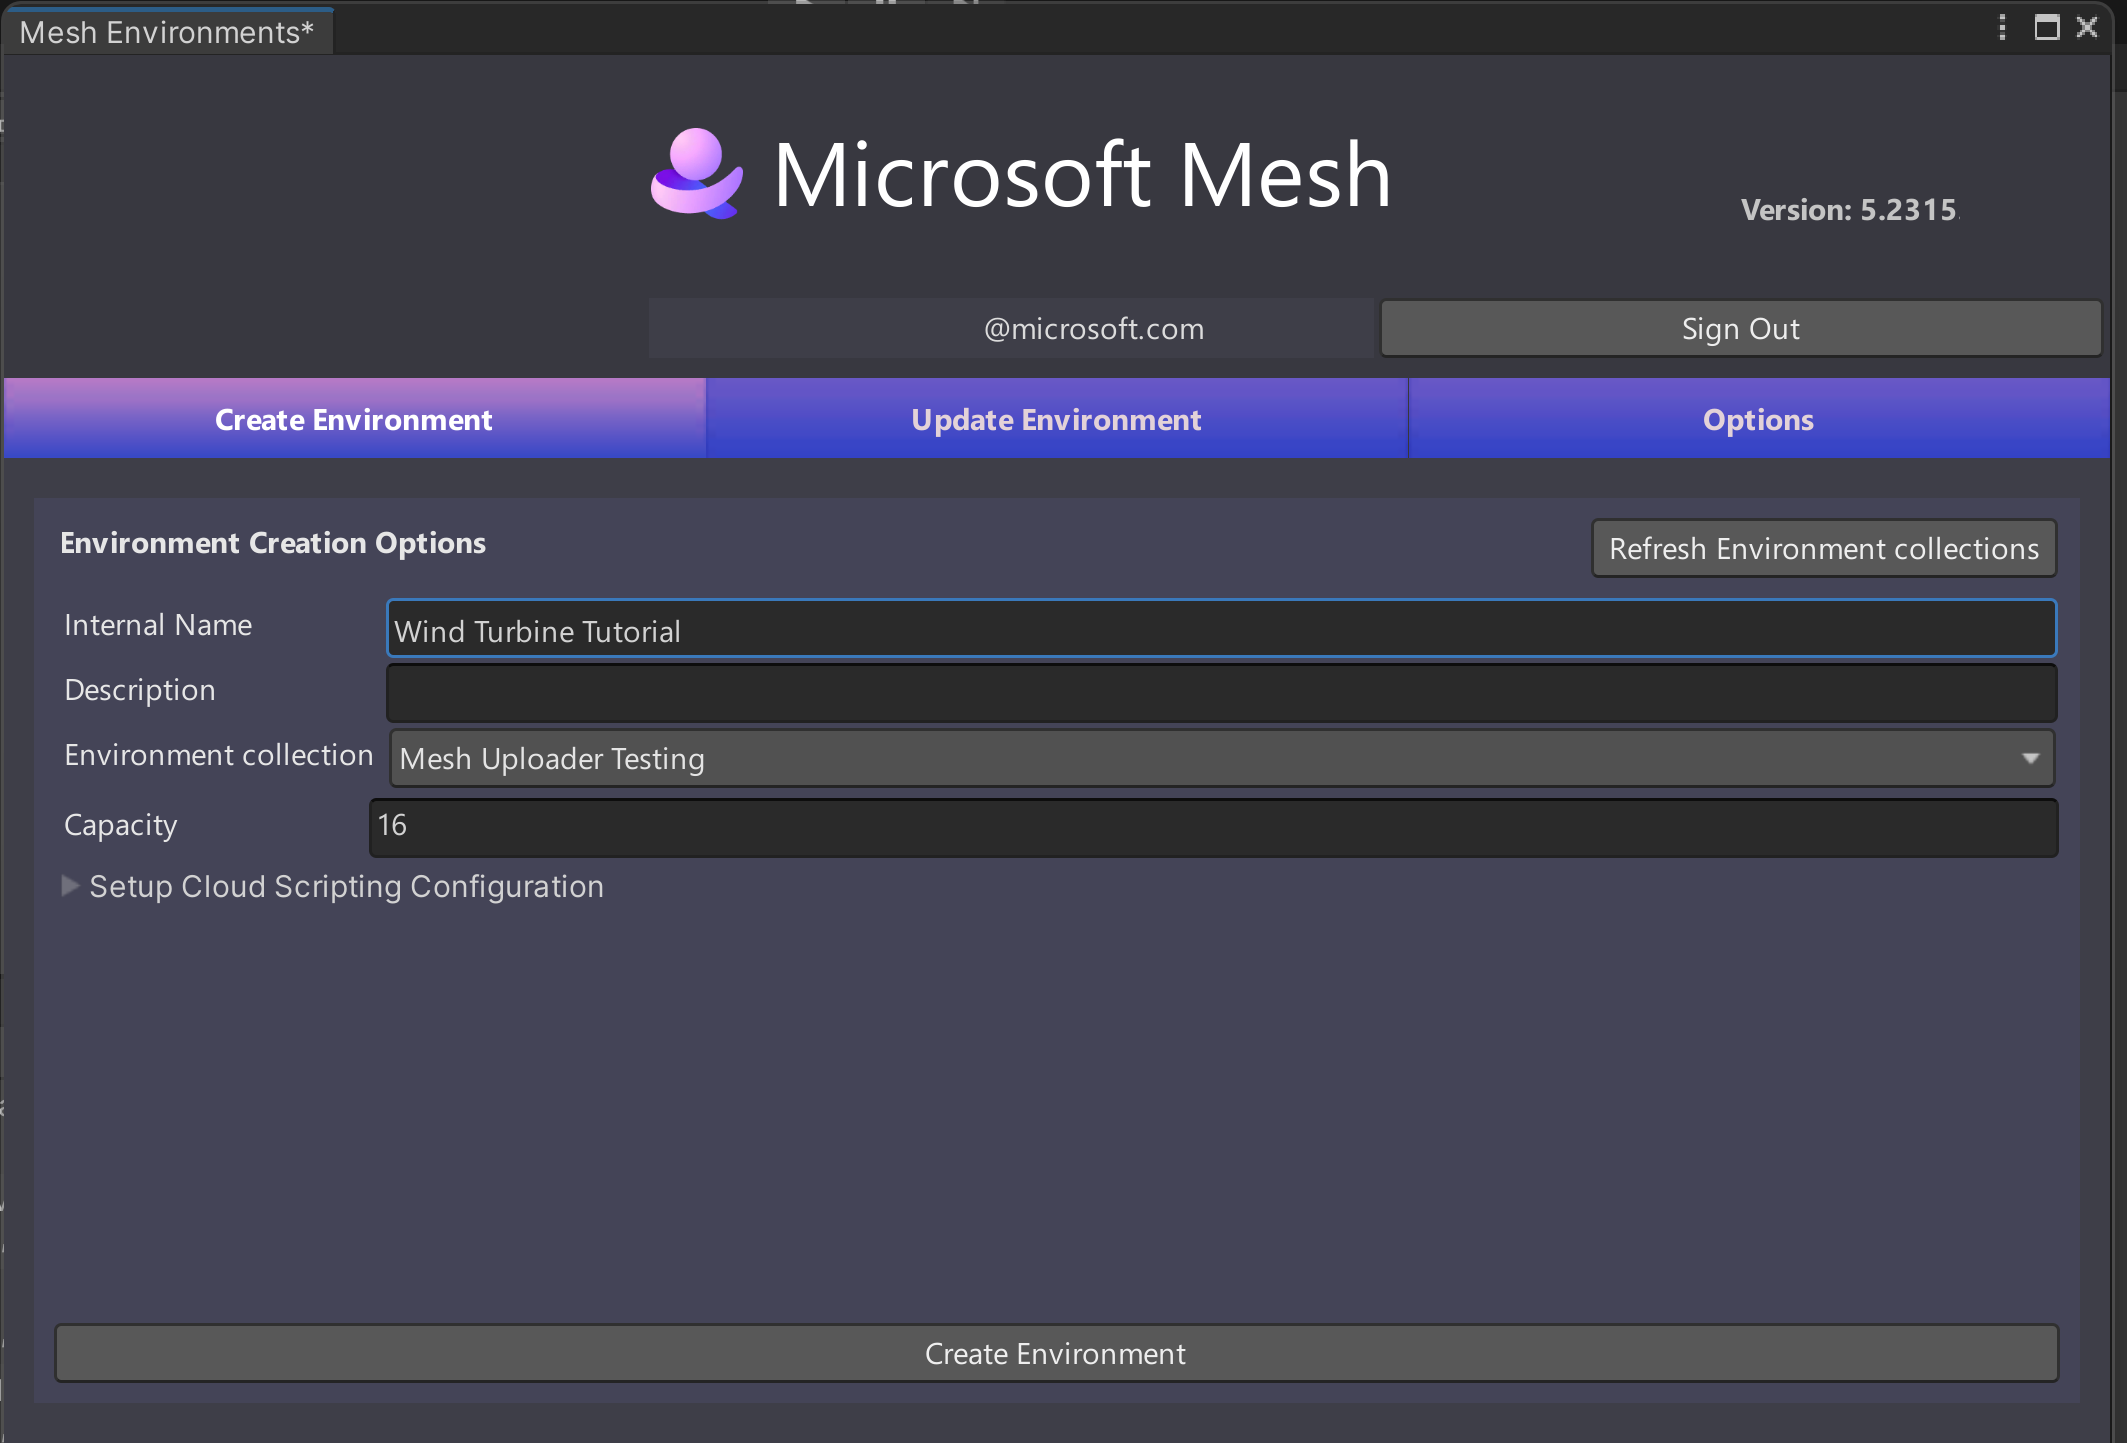 Mesh Environments*
Microsoft Mesh
Version: 5.2315
@microsoft.com
Sign Out
Create Environment
Update Environment
Options
Environment Creation Options
Refresh Environment collections
Internal Name
Wind Turbine Tutorial
Description
Environment collection
Mesh Uploader Testing
Capacity
16
Setup Cloud Scripting Configuration
Create Environment